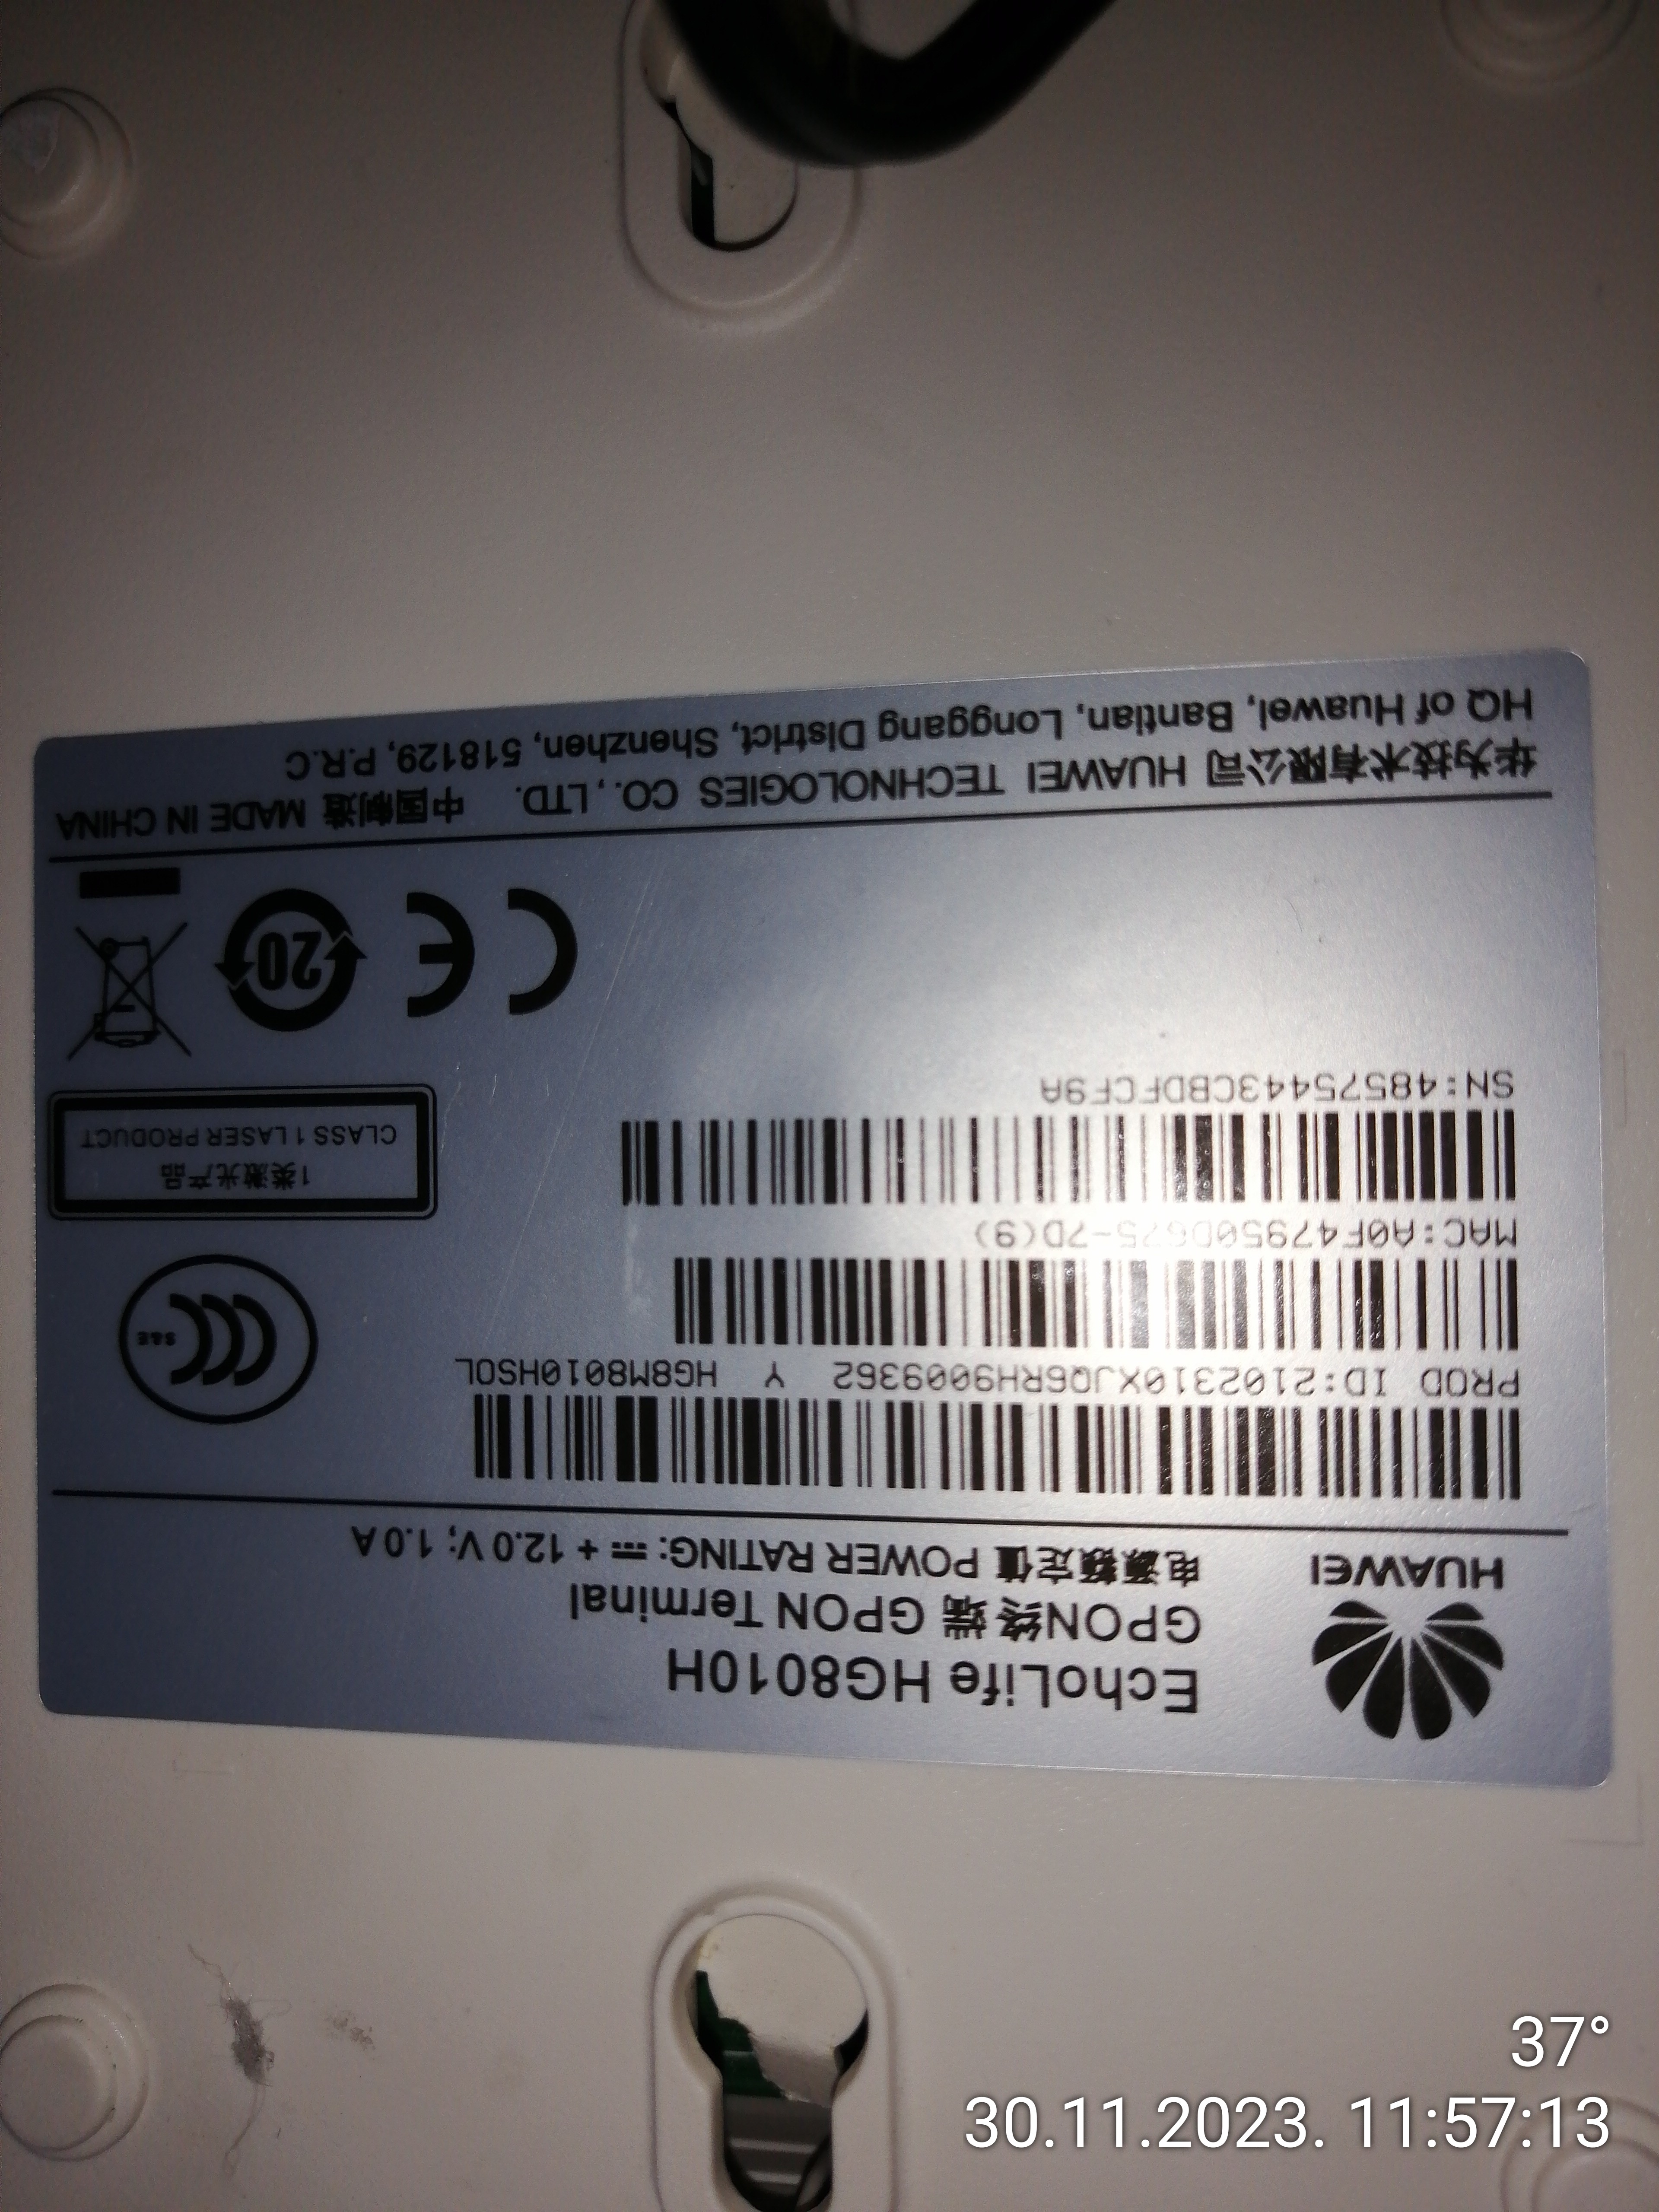 HUAWEI
EchoLife HG8010H
GPON终端 GPON Terminal
电源额定值 POWER RATING: ⎓ + 12.0 V; 1.0 A
PROD ID:2102310XJQ6RH9009362 Y HG8M8010HSOL
MAC:A0F47950D675-7D(9)
SN:48575443CBDFCF9A
S&E
1类激光产品
CLASS 1 LASER PRODUCT
CE
20
华为技术有限公司 HUAWEI TECHNOLOGIES CO., LTD. 中国制造 MADE IN CHINA
HQ of Huawei, Bantian, Longgang District, Shenzhen, 518129, P.R.C
37°
30.11.2023. 11:57:13